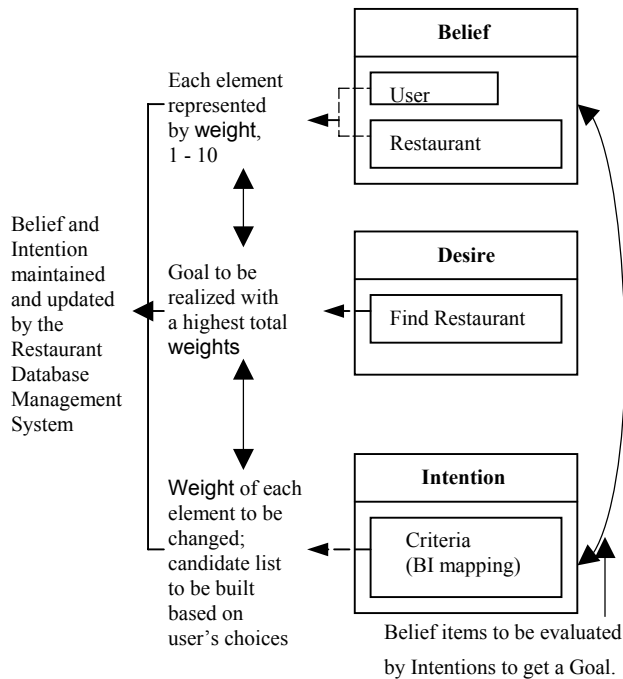 Belief
User
Restaurant
Each element
represented
by weight,
1 - 10
Belief and
Intention
maintained
and updated
by the
Restaurant
Database
Management
System
Goal to be
realized with
a highest total
weights
Desire
Find Restaurant
Weight of each
element to be
changed;
candidate list
to be built
based on
user’s choices
Intention
Criteria
(BI mapping)
Belief items to be evaluated
by Intentions to get a Goal.